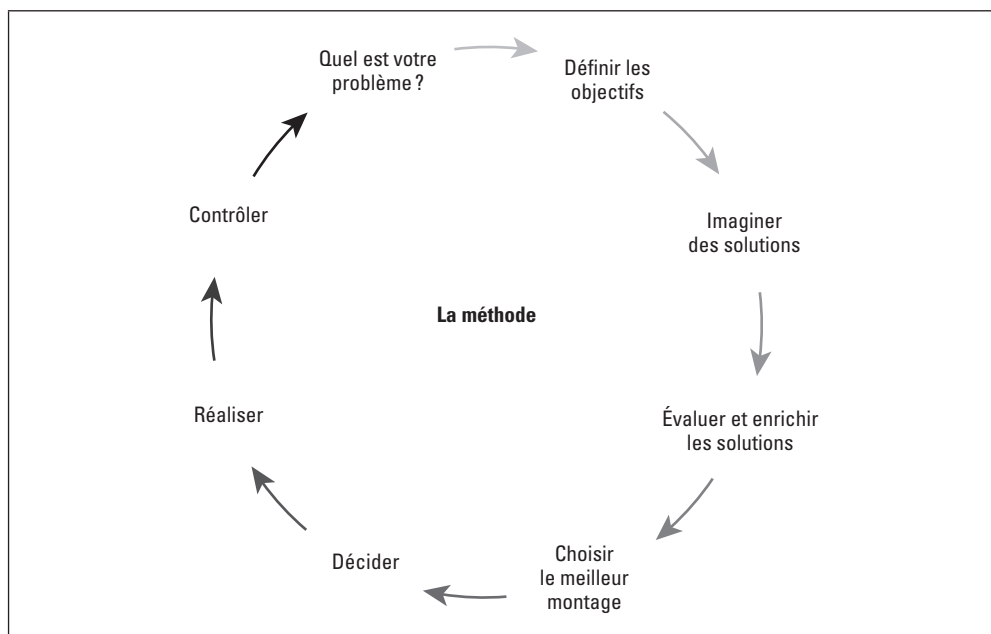 Quel est votre
problème ?
Définir les
objectifs
Imaginer
des solutions
Évaluer et enrichir
les solutions
Choisir
le meilleur
montage
Décider
Réaliser
Contrôler
La méthode